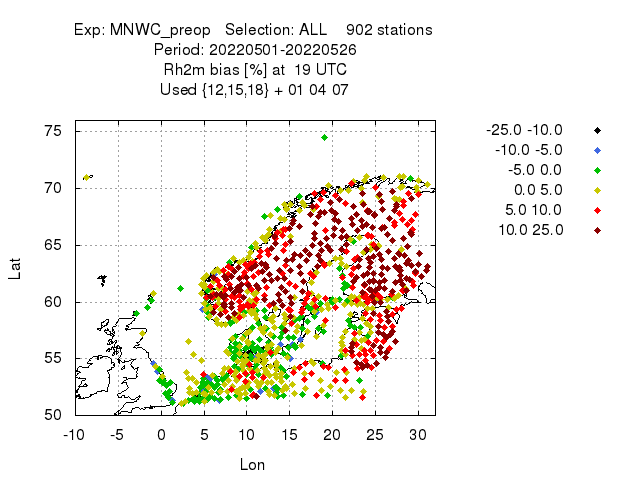 Exp: MNWC_preop   Selection: ALL    902 stations
Period: 20220501-20220526
Rh2m bias [%] at  19 UTC
Used {12,15,18} + 01 04 07
-25.0 -10.0
-10.0 -5.0
-5.0 0.0
0.0 5.0
5.0 10.0
10.0 25.0
75
70
65
60
55
50
Lat
-10 -5 0 5 10 15 20 25 30
Lon